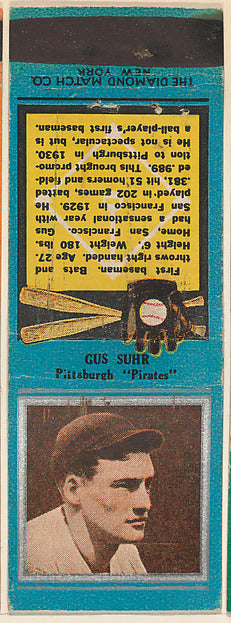 THE DIAMOND MATCH CO.
NEW YORK
First baseman. Bats and
throws right handed. Age 27.
Height 6'. Weight 180 lbs.
Home, San Francisco. Gus
had a sensational year with
San Francisco in 1929. He
played in 202 games, batted
.381, hit 51 homers and field
ed .989. This brought promo-
tion to Pittsburgh in 1930.
He is not spectacular, but is
a ball-player's first baseman.
GUS SUHR
Pittsburgh "Pirates"